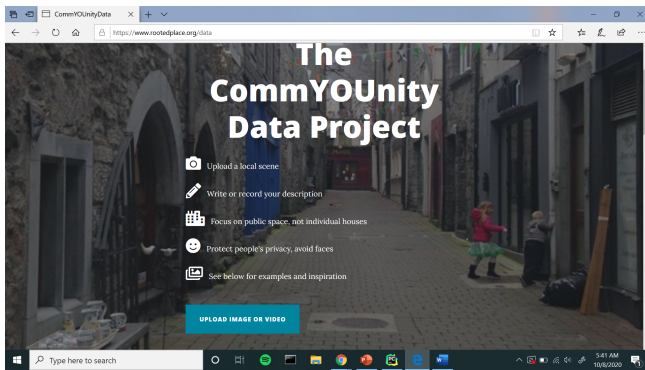 CommYOUnityData
https://www.rootedplace.org/data
The
CommYOUnity
Data Project
Upload a local scene
Write or record your description
Focus on public space, not individual houses
Protect people's privacy, avoid faces
See below for examples and inspiration
UPLOAD IMAGE OR VIDEO
Type here to search
5:41 AM
10/8/2020